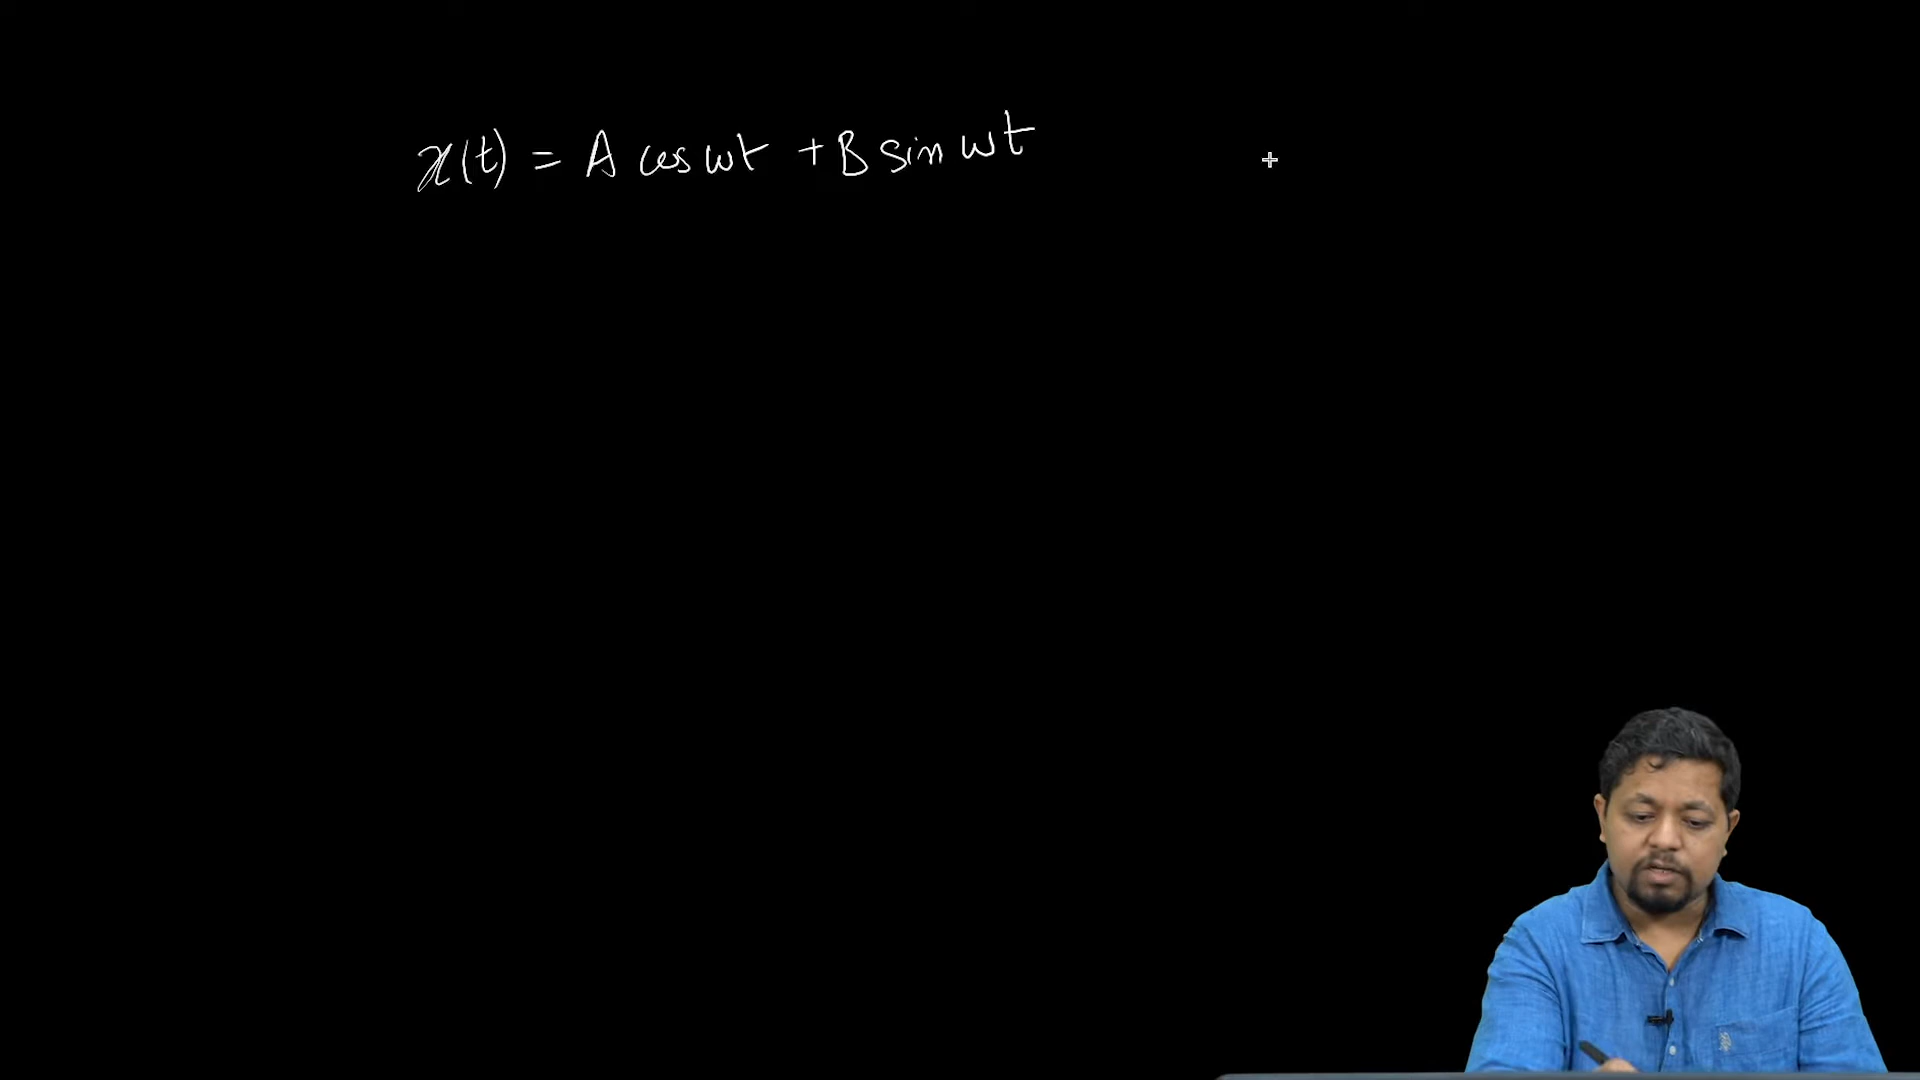 x(t) = A cos ωt + B sin ωt